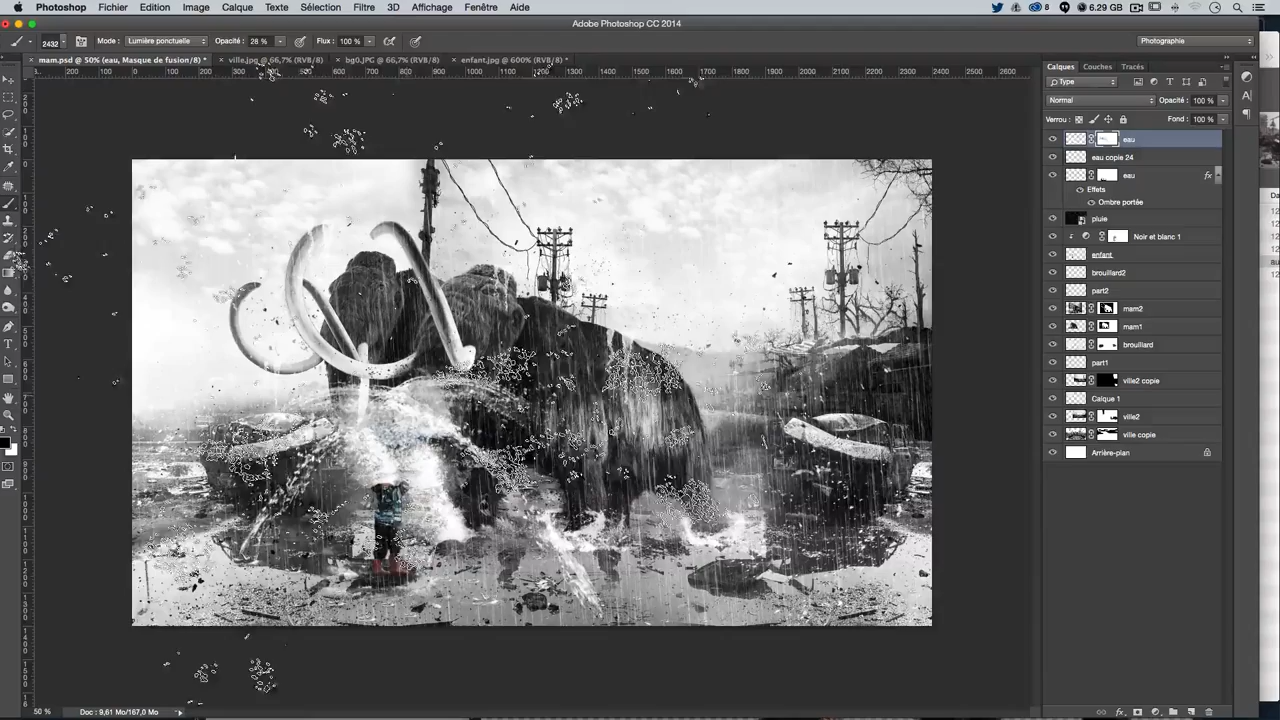 Photoshop Fichier Edition Image Calque Texte Sélection Filtre 3D Affichage Fenêtre Aide 8 6.29 GB
Adobe Photoshop CC 2014
2432 Mode : Lumière ponctuelle Opacité : 28 % Flux : 100 % Photographie
mam.psd @ 50% (eau, Masque de fusion/8) * ville.jpg @ 66,7% (RVB/8) bg0.JPG @ 66,7% (RVB/8) enfant.jpg @ 600% (RVB/8) *
Calques Couches Tracés
Type
Normal Opacité : 100 %
Verrou : Fond : 100 %
eau
eau copie 24
eau fx
Effets
Ombre portée
pluie
Noir et blanc 1
enfant
brouillard2
part2
mam2
mam1
brouillard
part1
ville2 copie
Calque 1
ville2
ville copie
Arrière-plan
50 % Doc : 9,61 Mo/167,0 Mo